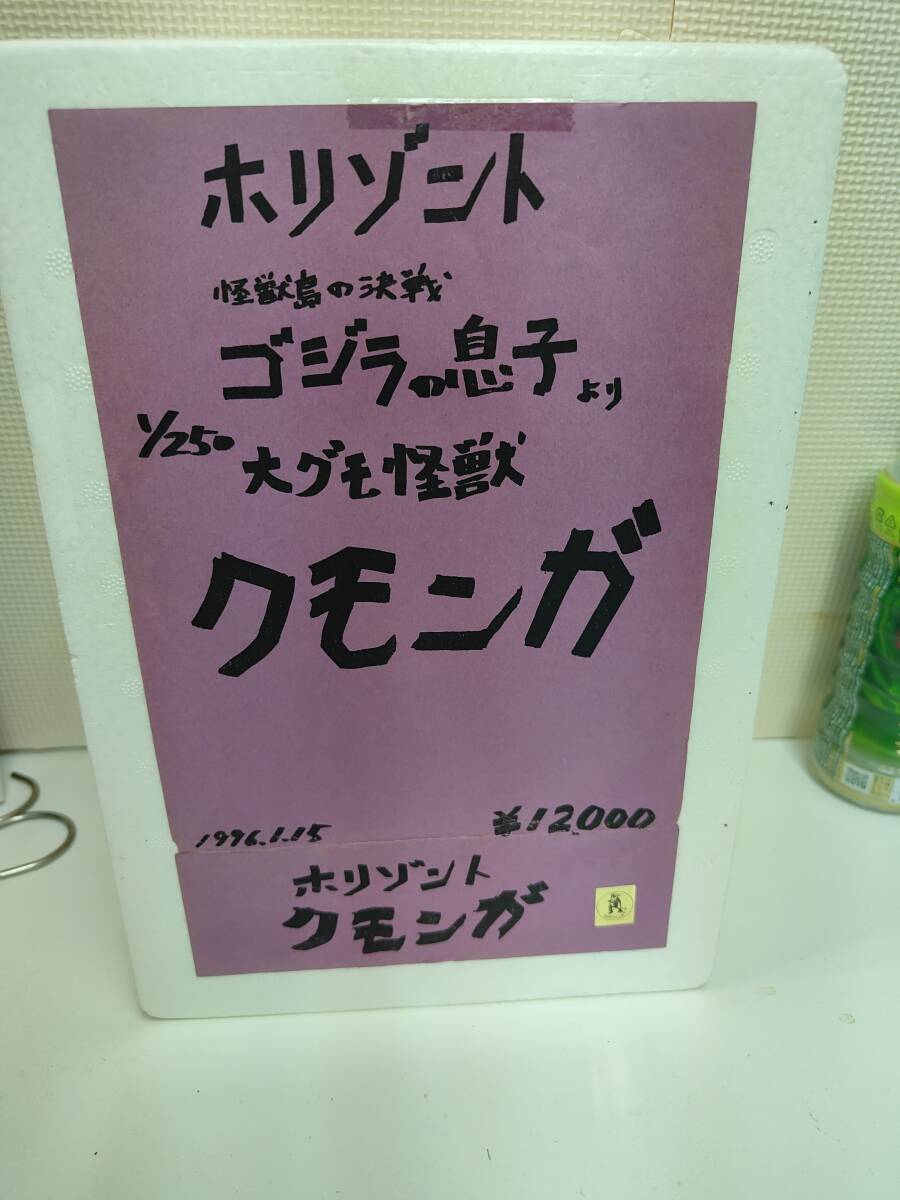 ホリゾント
怪獣島の決戦
ゴジラの息子より
1/250 大グモ怪獣
クモンガ
1996.1.15 ¥12000
ホリゾント
クモンガ